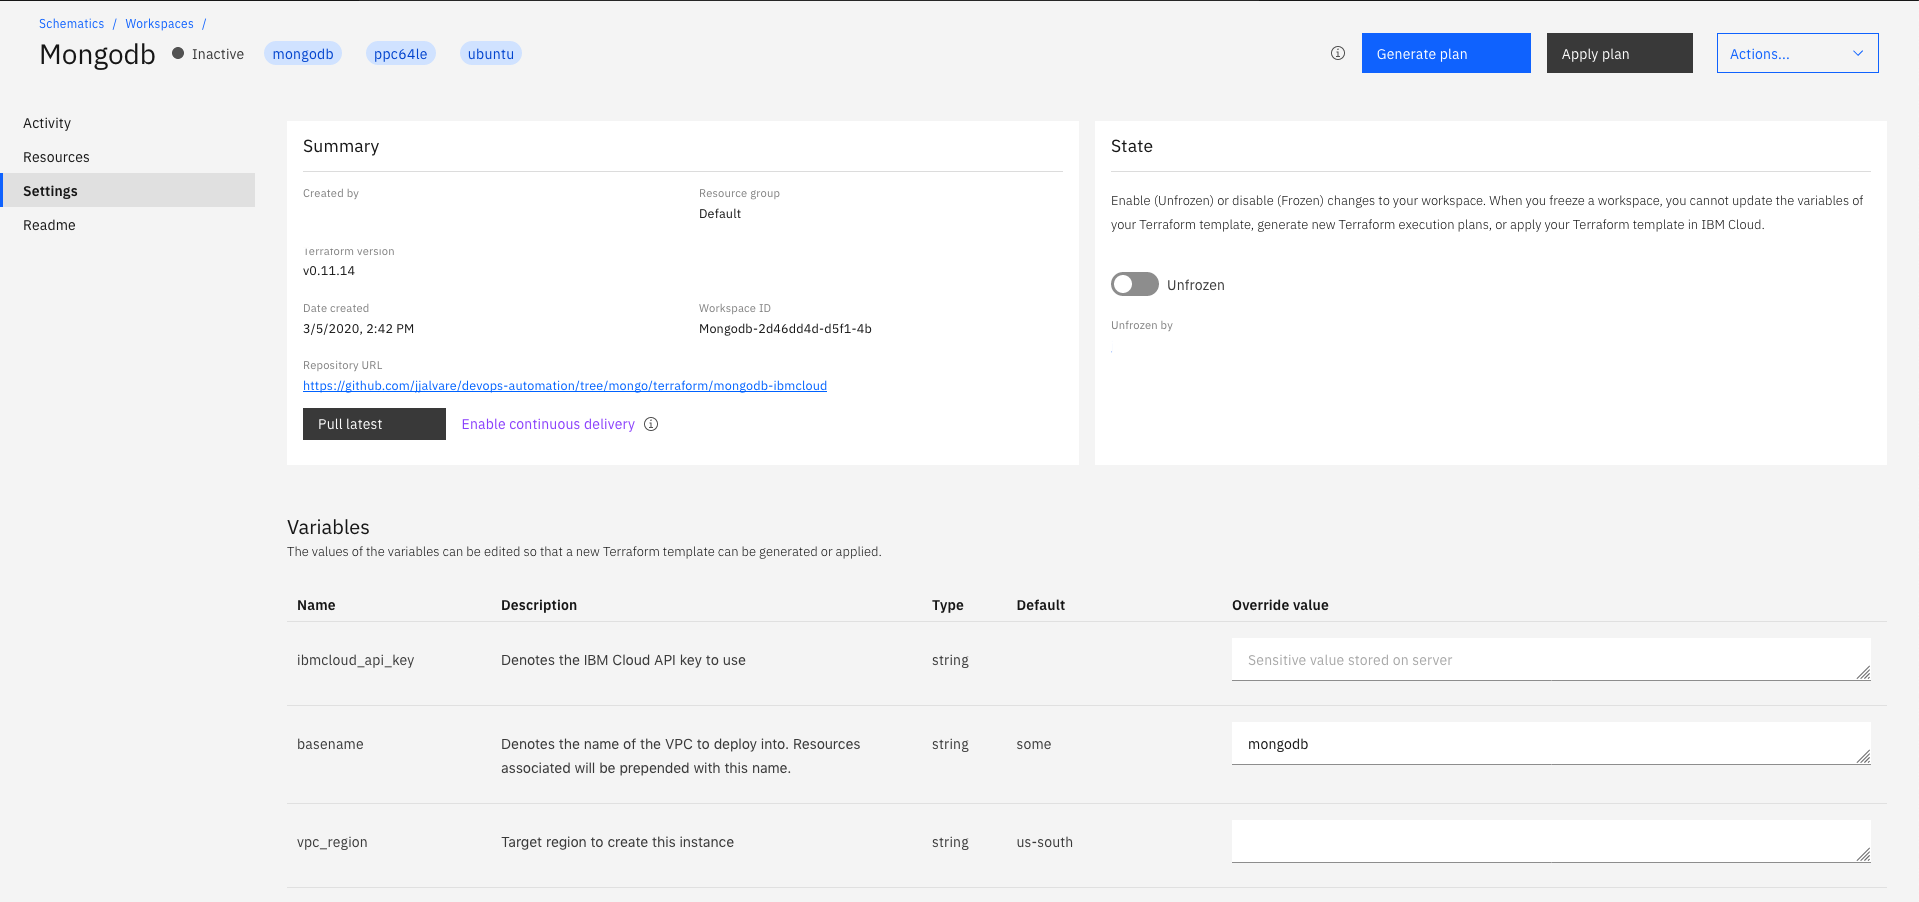 Schematics / Workspaces /
Mongodb Inactive mongodb ppc64le ubuntu
Generate plan Apply plan Actions...
Activity
Resources
Settings
Readme
Summary
Created by
Resource group
Default
Terraform version
v0.11.14
Date created
3/5/2020, 2:42 PM
Workspace ID
Mongodb-2d46dd4d-d5f1-4b
Repository URL
https://github.com/jjalvare/devops-automation/tree/mongo/terraform/mongodb-ibmcloud
Pull latest Enable continuous delivery
State
Enable (Unfrozen) or disable (Frozen) changes to your workspace. When you freeze a workspace, you cannot update the variables of
your Terraform template, generate new Terraform execution plans, or apply your Terraform template in IBM Cloud.
Unfrozen
Unfrozen by
Variables
The values of the variables can be edited so that a new Terraform template can be generated or applied.
Name Description Type Default Override value
ibmcloud_api_key Denotes the IBM Cloud API key to use string Sensitive value stored on server
basename Denotes the name of the VPC to deploy into. Resources string some mongodb
associated will be prepended with this name.
vpc_region Target region to create this instance string us-south